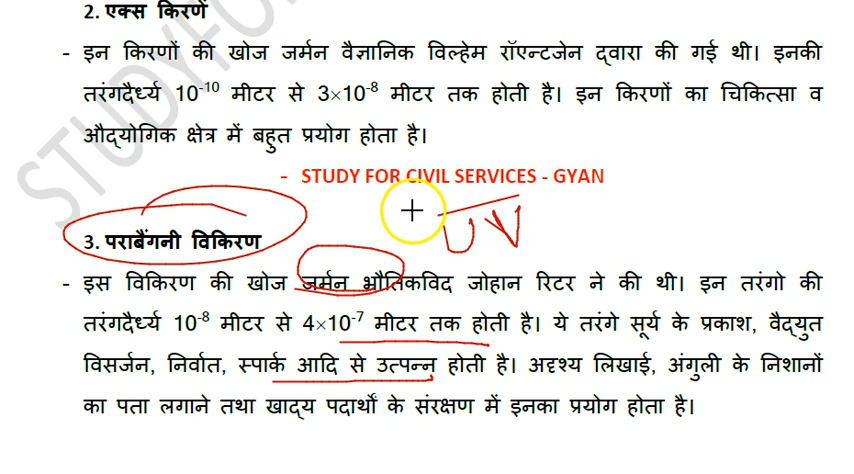 2. एक्स किरणें
- इन किरणों की खोज जर्मन वैज्ञानिक विल्हेम रॉएन्टजेन द्वारा की गई थी। इनकी
तरंगदैर्ध्य 10⁻¹⁰ मीटर से 3×10⁻⁸ मीटर तक होती है। इन किरणों का चिकित्सा व
औद्योगिक क्षेत्र में बहुत प्रयोग होता है।
- STUDY FOR CIVIL SERVICES - GYAN
UV
3. पराबैंगनी विकिरण
- इस विकिरण की खोज जर्मन भौतिकविद जोहान रिटर ने की थी। इन तरंगो की
तरंगदैर्ध्य 10⁻⁸ मीटर से 4×10⁻⁷ मीटर तक होती है। ये तरंगे सूर्य के प्रकाश, वैद्युत
विसर्जन, निर्वात, स्पार्क आदि से उत्पन्न होती है। अदृश्य लिखाई, अंगुली के निशानों
का पता लगाने तथा खाद्य पदार्थों के संरक्षण में इनका प्रयोग होता है।